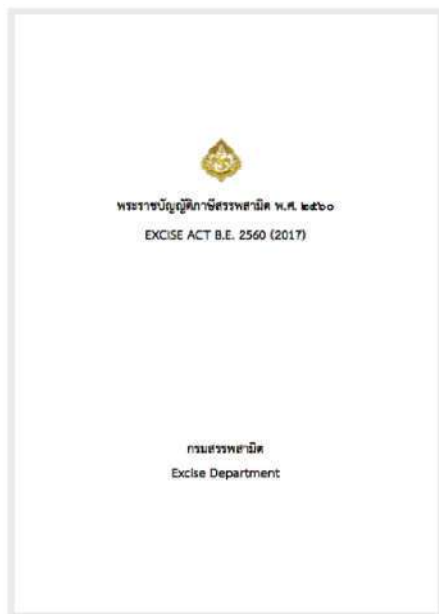 พระราชบัญญัติภาษีสรรพสามิต พ.ศ. ๒๕๖๐
EXCISE ACT B.E. 2560 (2017)
กรมสรรพสามิต
Excise Department